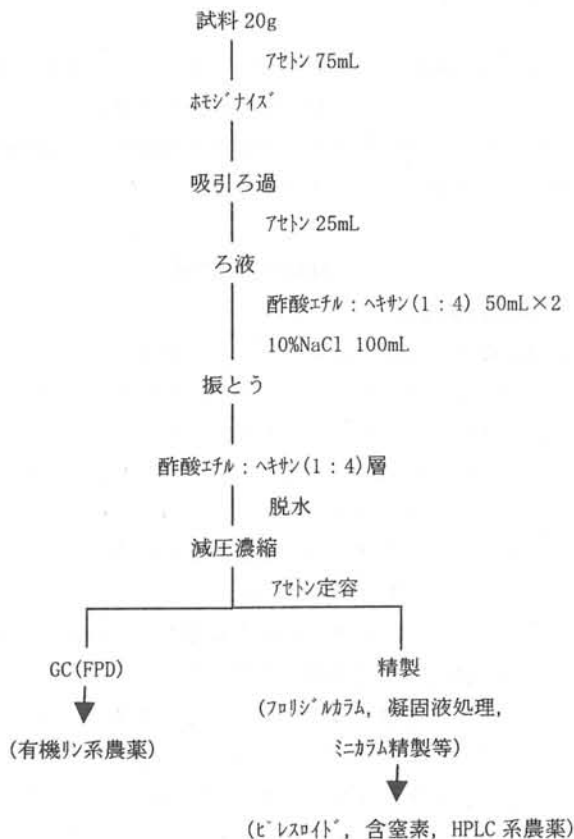 試料 20g
アセトン 75mL
ホモジナイズ
吸引ろ過
アセトン 25mL
ろ液
酢酸エチル：ヘキサン(1：4) 50mL×2
10%NaCl 100mL
振とう
酢酸エチル：ヘキサン(1：4)層
脱水
減圧濃縮
アセトン定容
GC(FPD)
(有機リン系農薬)
精製
(フロリジルカラム, 凝固液処理,
ミニカラム精製等)
(ピレスロイド, 含窒素, HPLC 系農薬)